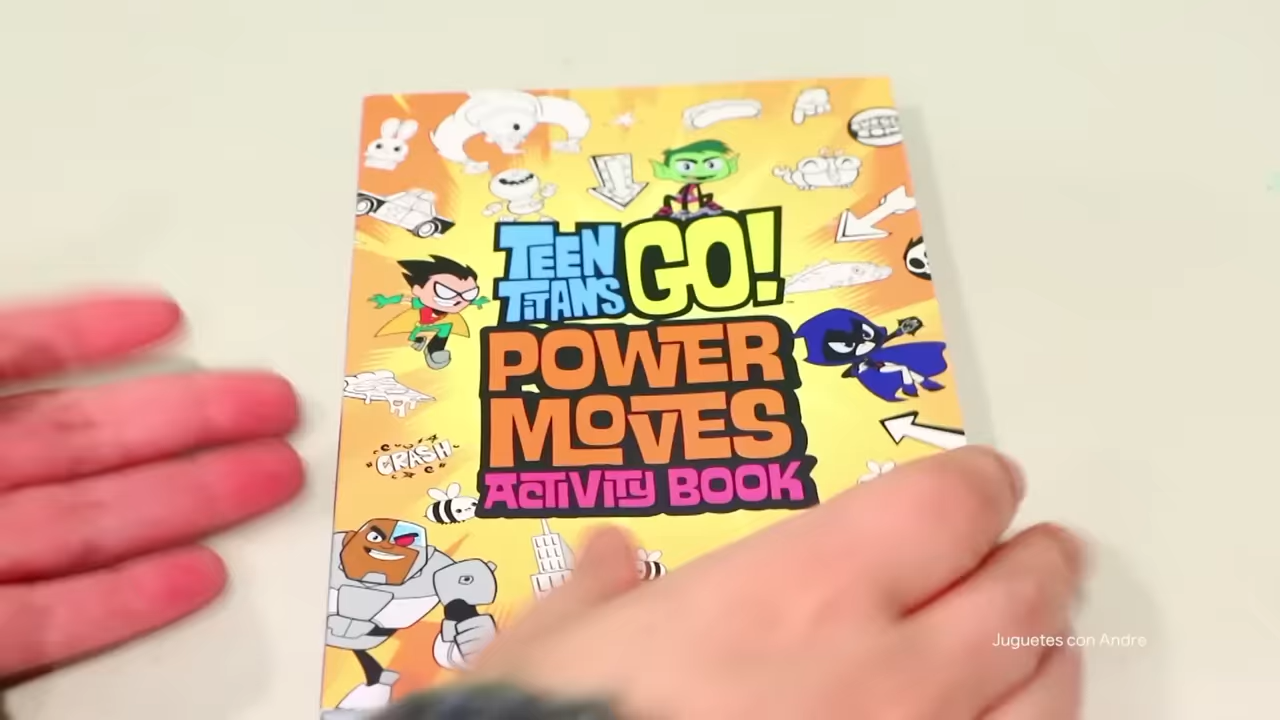 TEEN
TITANS
GO!
POWER
MOVES
ACTIVITY BOOK
CRASH
Juguetes con Andre